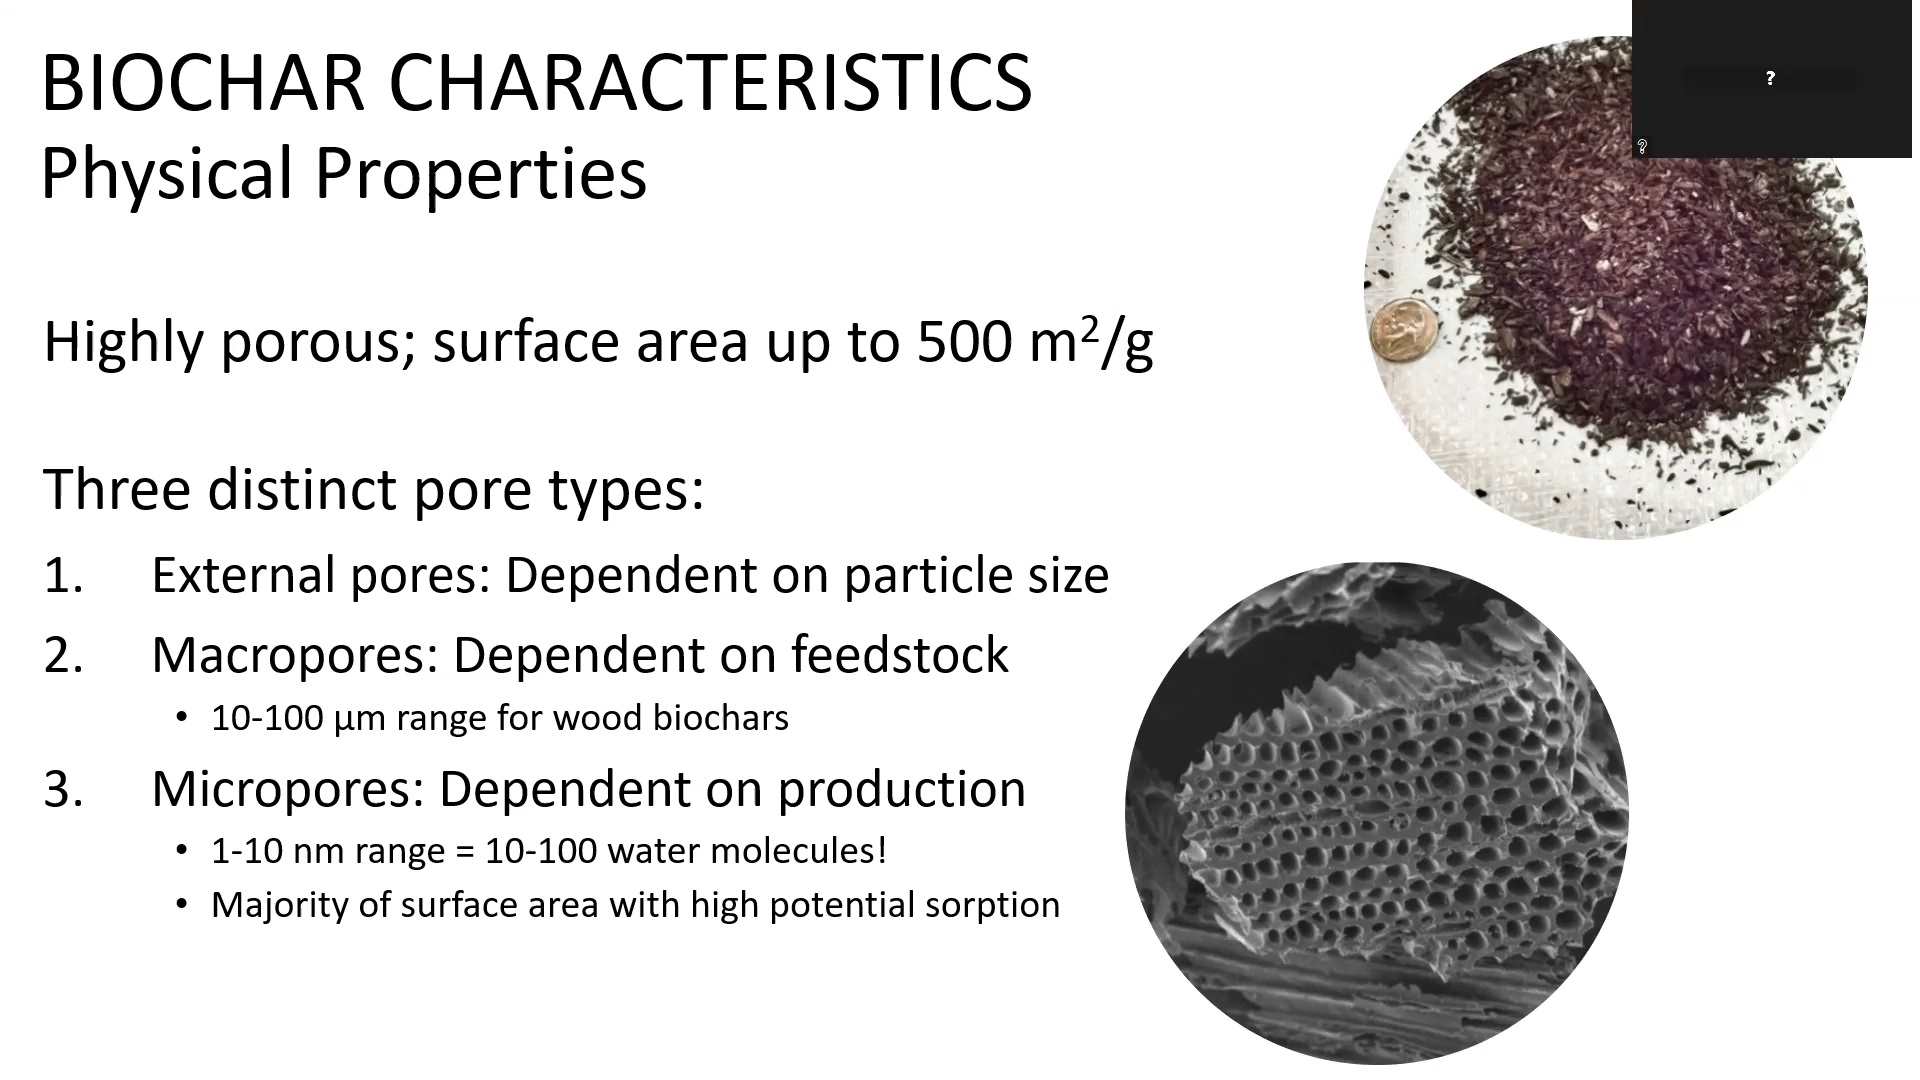 BIOCHAR CHARACTERISTICS
Physical Properties
Highly porous; surface area up to 500 m²/g
Three distinct pore types:
1. External pores: Dependent on particle size
2. Macropores: Dependent on feedstock
• 10-100 µm range for wood biochars
3. Micropores: Dependent on production
• 1-10 nm range = 10-100 water molecules!
• Majority of surface area with high potential sorption
?
?